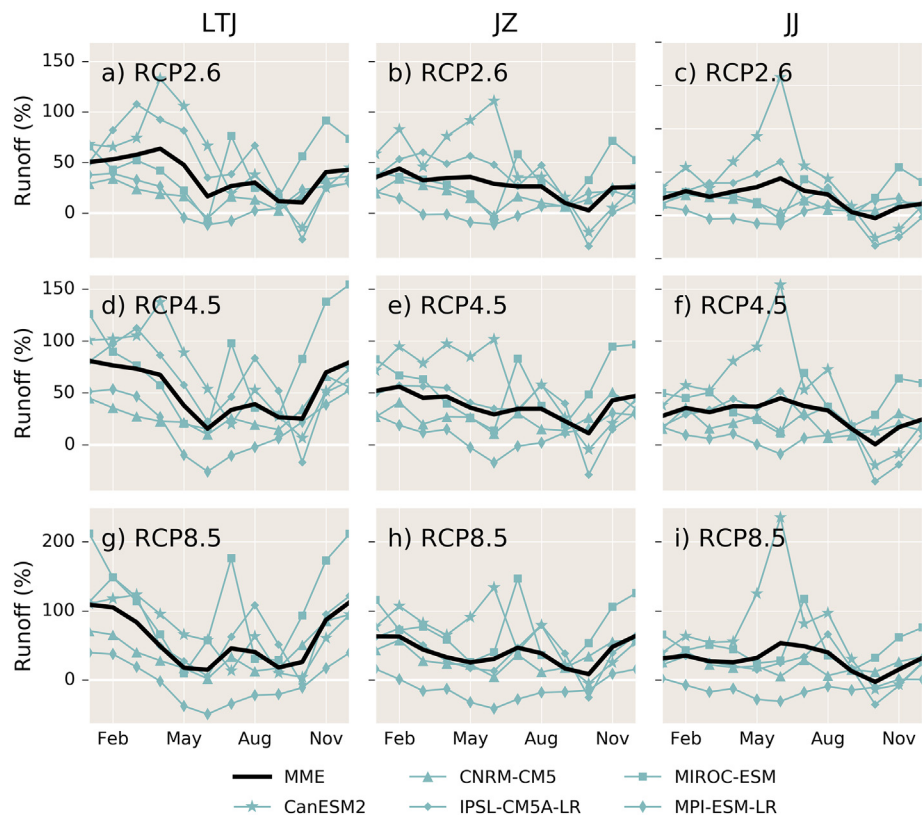 LTJ JZ JJ
a) RCP2.6 b) RCP2.6 c) RCP2.6
150
100
50
0
Runoff (%)
d) RCP4.5 e) RCP4.5 f) RCP4.5
150
100
50
0
Runoff (%)
g) RCP8.5 h) RCP8.5 i) RCP8.5
200
100
0
Runoff (%)
Feb May Aug Nov Feb May Aug Nov Feb May Aug Nov
MME CNRM-CM5 MIROC-ESM
CanESM2 IPSL-CM5A-LR MPI-ESM-LR